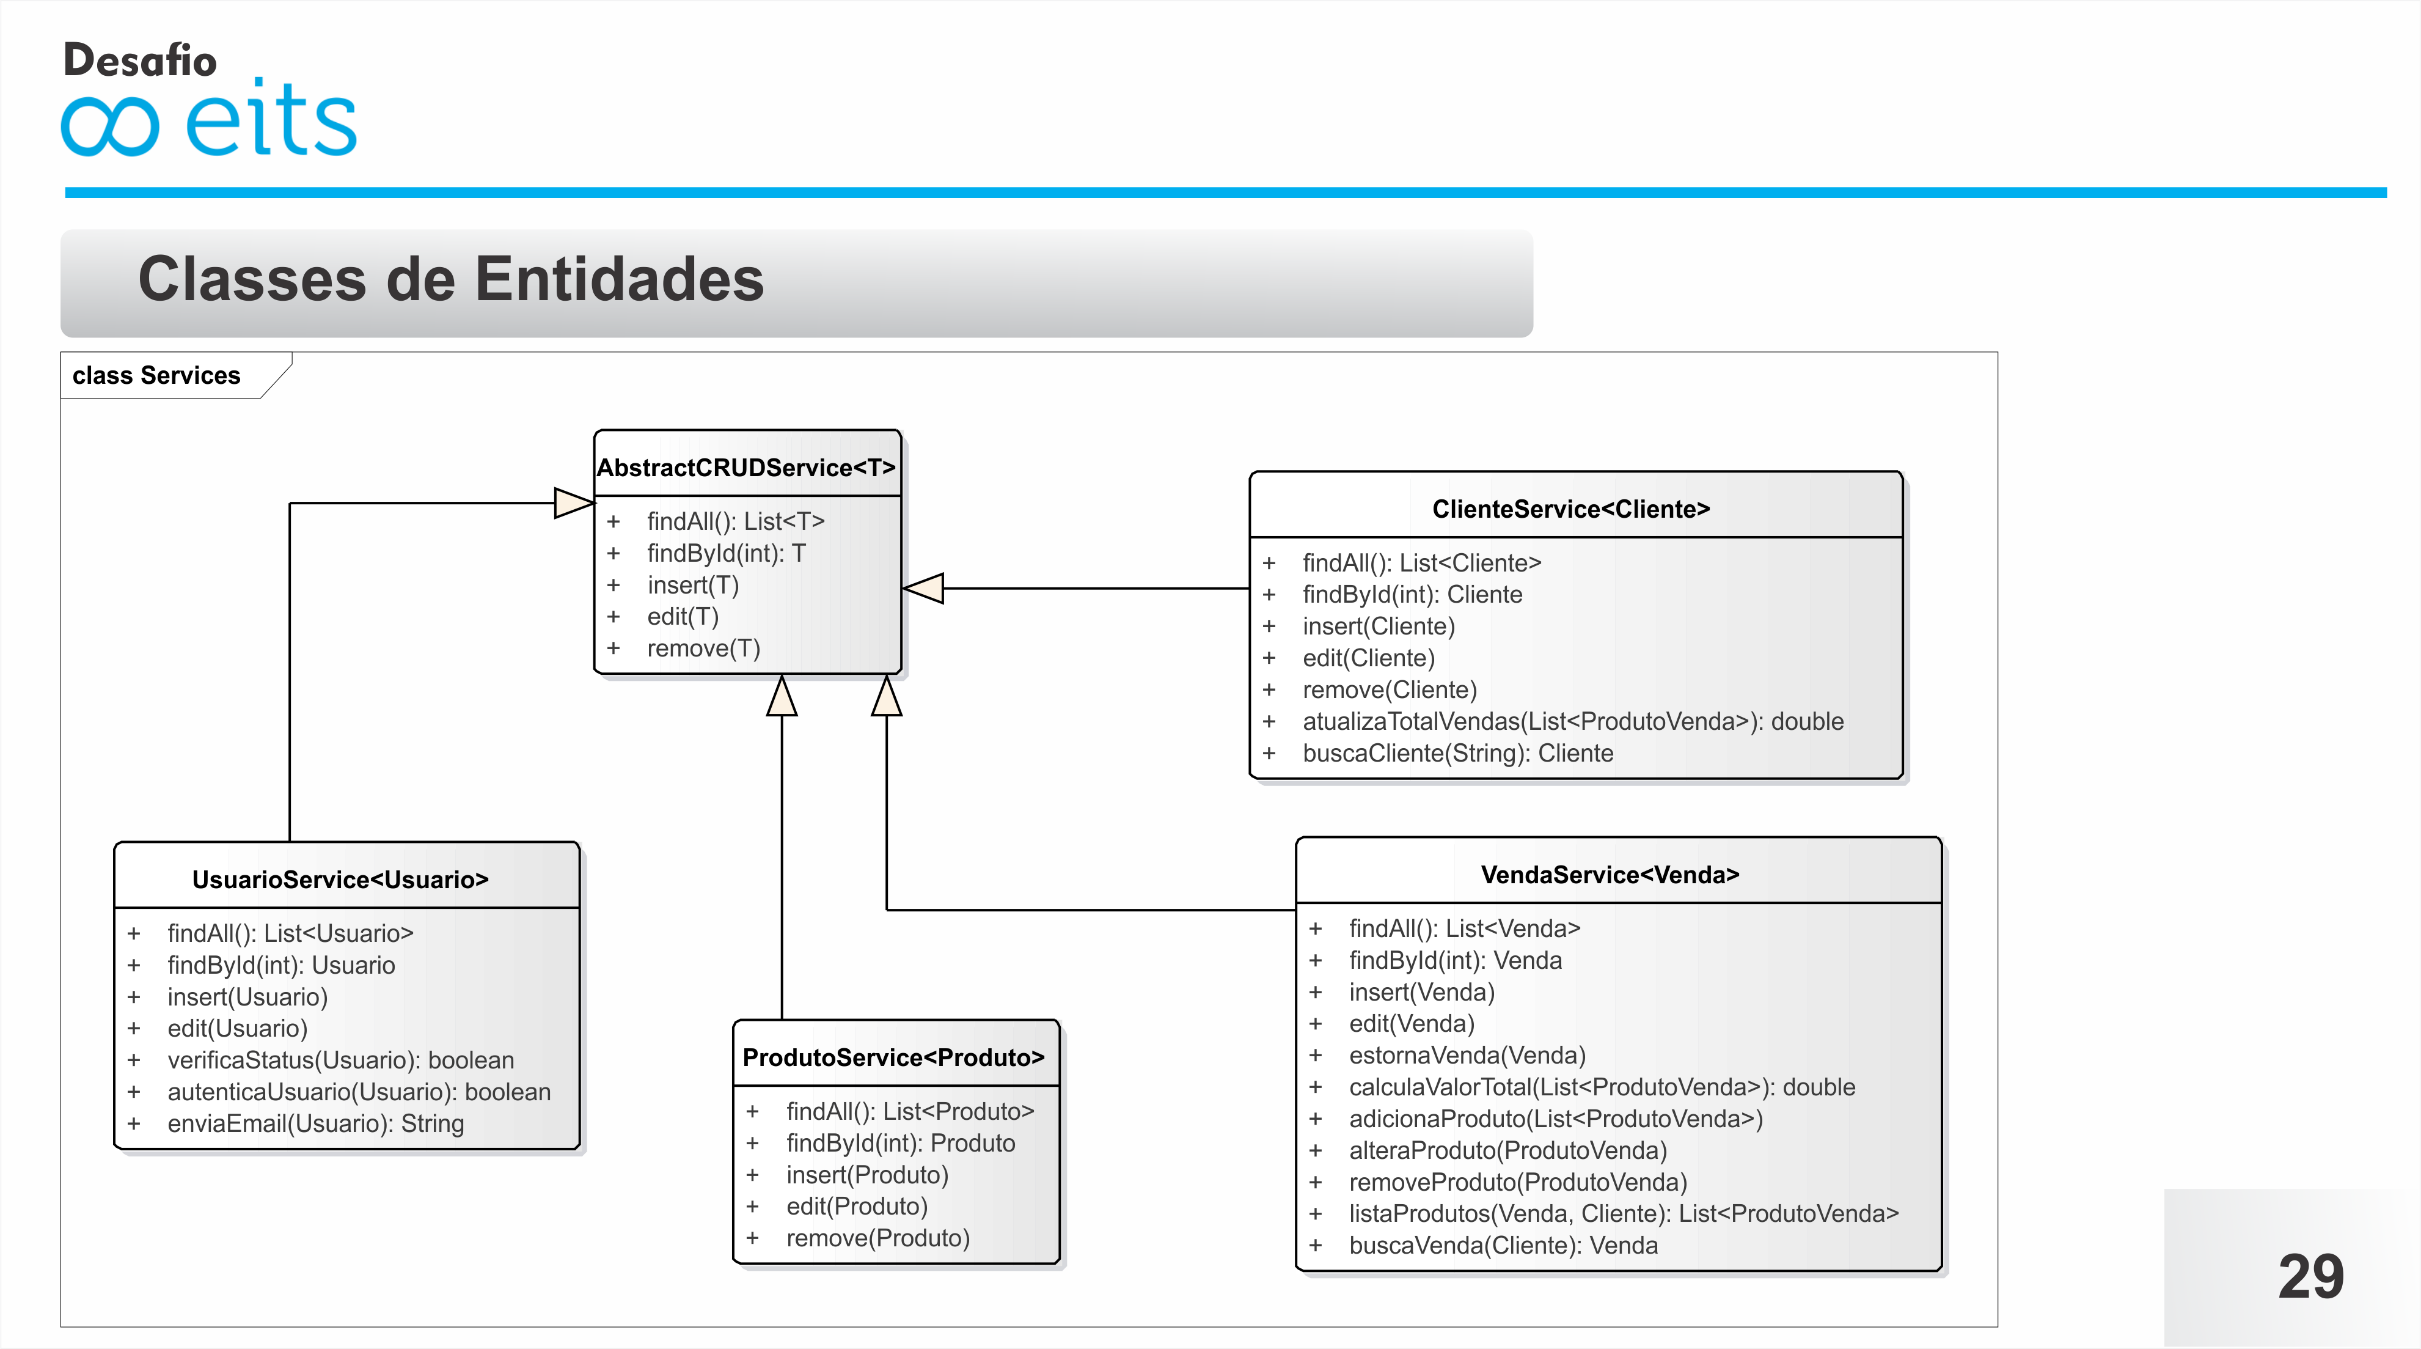 Desafio
eits
Classes de Entidades
class Services
AbstractCRUDService<T>
+ findAll(): List<T>
+ findById(int): T
+ insert(T)
+ edit(T)
+ remove(T)
ClienteService<Cliente>
+ findAll(): List<Cliente>
+ findById(int): Cliente
+ insert(Cliente)
+ edit(Cliente)
+ remove(Cliente)
+ atualizaTotalVendas(List<ProdutoVenda>): double
+ buscaCliente(String): Cliente
UsuarioService<Usuario>
+ findAll(): List<Usuario>
+ findById(int): Usuario
+ insert(Usuario)
+ edit(Usuario)
+ verificaStatus(Usuario): boolean
+ autenticaUsuario(Usuario): boolean
+ enviaEmail(Usuario): String
ProdutoService<Produto>
+ findAll(): List<Produto>
+ findById(int): Produto
+ insert(Produto)
+ edit(Produto)
+ remove(Produto)
VendaService<Venda>
+ findAll(): List<Venda>
+ findById(int): Venda
+ insert(Venda)
+ edit(Venda)
+ estornaVenda(Venda)
+ calculaValorTotal(List<ProdutoVenda>): double
+ adicionaProduto(List<ProdutoVenda>)
+ alteraProduto(ProdutoVenda)
+ removeProduto(ProdutoVenda)
+ listaProdutos(Venda, Cliente): List<ProdutoVenda>
+ buscaVenda(Cliente): Venda
29